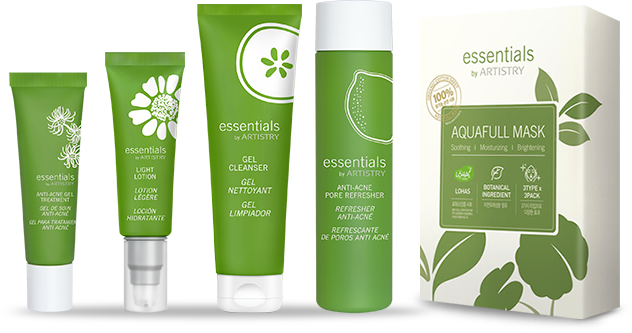 essentials
by ARTISTRY
ANTI-ACNE GEL
TREATMENT
GEL DE SOIN
ANTI-ACNÉ
GEL PARA TRATAMIENTO
ANTI ACNÉ
essentials
by ARTISTRY
LIGHT
LOTION
LOTION
LÉGÈRE
LOCIÓN
HIDRATANTE
essentials
by ARTISTRY
GEL
CLEANSER
GEL
NETTOYANT
GEL
LIMPIADOR
essentials
by ARTISTRY
ANTI-ACNE
PORE REFRESHER
REFRESHER
ANTI-ACNÉ
REFRESCANTE
DE POROS ANTI ACNÉ
essentials
by ARTISTRY
100%
AQUAFULL MASK
Soothing | Moisturizing | Brightening
LOHAS
BOTANICAL
INGREDIENT
3TYPE x
3PACK